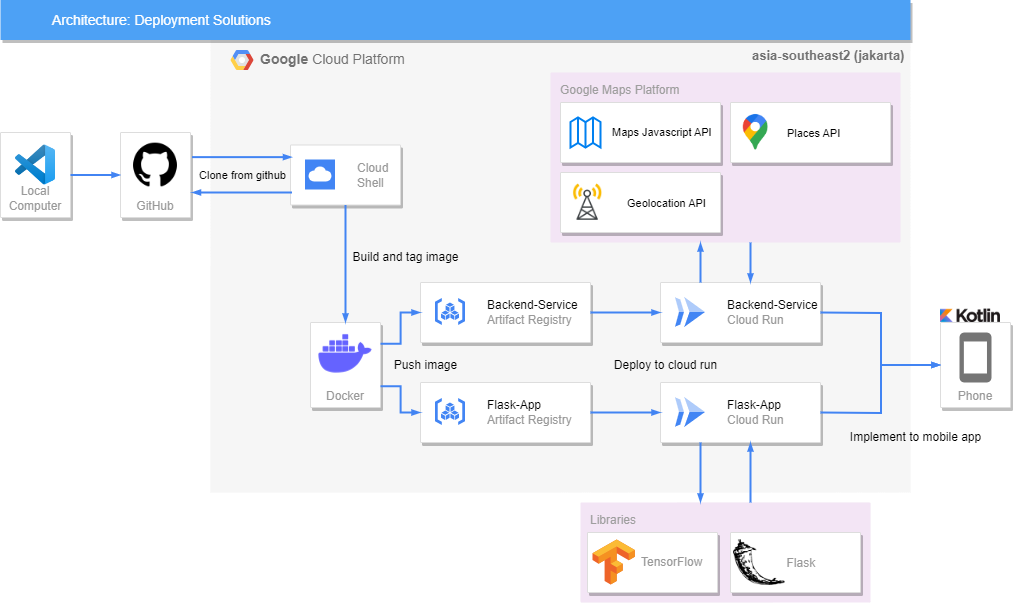 Architecture: Deployment Solutions
Google Cloud Platform
asia-southeast2 (jakarta)
Google Maps Platform
Maps Javascript API
Places API
Geolocation API
Local
Computer
GitHub
Clone from github
Cloud
Shell
Build and tag image
Docker
Push image
Backend-Service
Artifact Registry
Flask-App
Artifact Registry
Deploy to cloud run
Backend-Service
Cloud Run
Flask-App
Cloud Run
Kotlin
Phone
Implement to mobile app
Libraries
TensorFlow
Flask